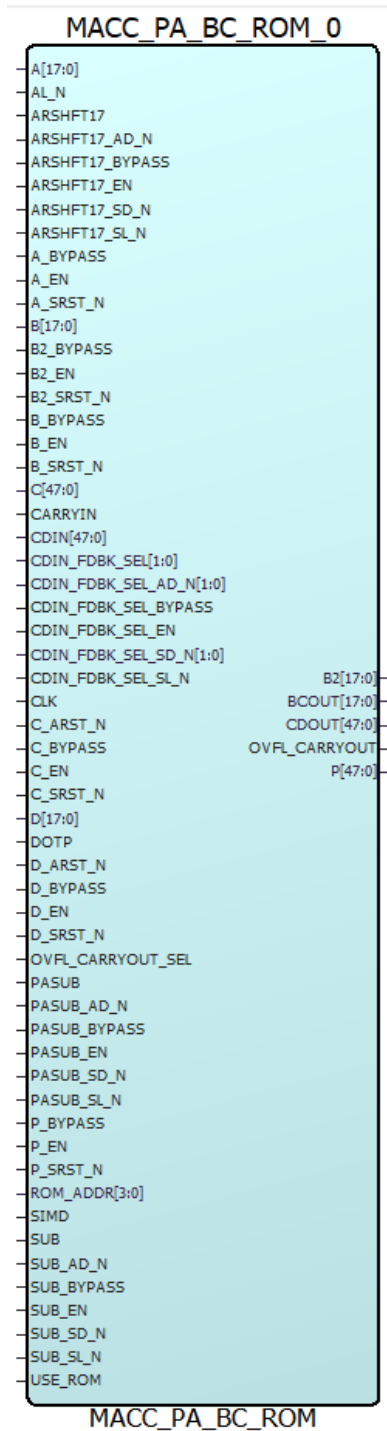 MACC_PA_BC_ROM_0
A[17:0]
AL_N
ARSHFT17
ARSHFT17_AD_N
ARSHFT17_BYPASS
ARSHFT17_EN
ARSHFT17_SD_N
ARSHFT17_SL_N
A_BYPASS
A_EN
A_SRST_N
B[17:0]
B2_BYPASS
B2_EN
B2_SRST_N
B_BYPASS
B_EN
B_SRST_N
C[47:0]
CARRYIN
CDIN[47:0]
CDIN_FDBK_SEL[1:0]
CDIN_FDBK_SEL_AD_N[1:0]
CDIN_FDBK_SEL_BYPASS
CDIN_FDBK_SEL_EN
CDIN_FDBK_SEL_SD_N[1:0]
CDIN_FDBK_SEL_SL_N B2[17:0]
CLK BCOUT[17:0]
C_ARST_N CDOUT[47:0]
C_BYPASS OVFL_CARRYOUT
C_EN P[47:0]
C_SRST_N
D[17:0]
DOTP
D_ARST_N
D_BYPASS
D_EN
D_SRST_N
OVFL_CARRYOUT_SEL
PASUB
PASUB_AD_N
PASUB_BYPASS
PASUB_EN
PASUB_SD_N
PASUB_SL_N
P_BYPASS
P_EN
P_SRST_N
ROM_ADDR[3:0]
SIMD
SUB
SUB_AD_N
SUB_BYPASS
SUB_EN
SUB_SD_N
SUB_SL_N
USE_ROM
MACC_PA_BC_ROM